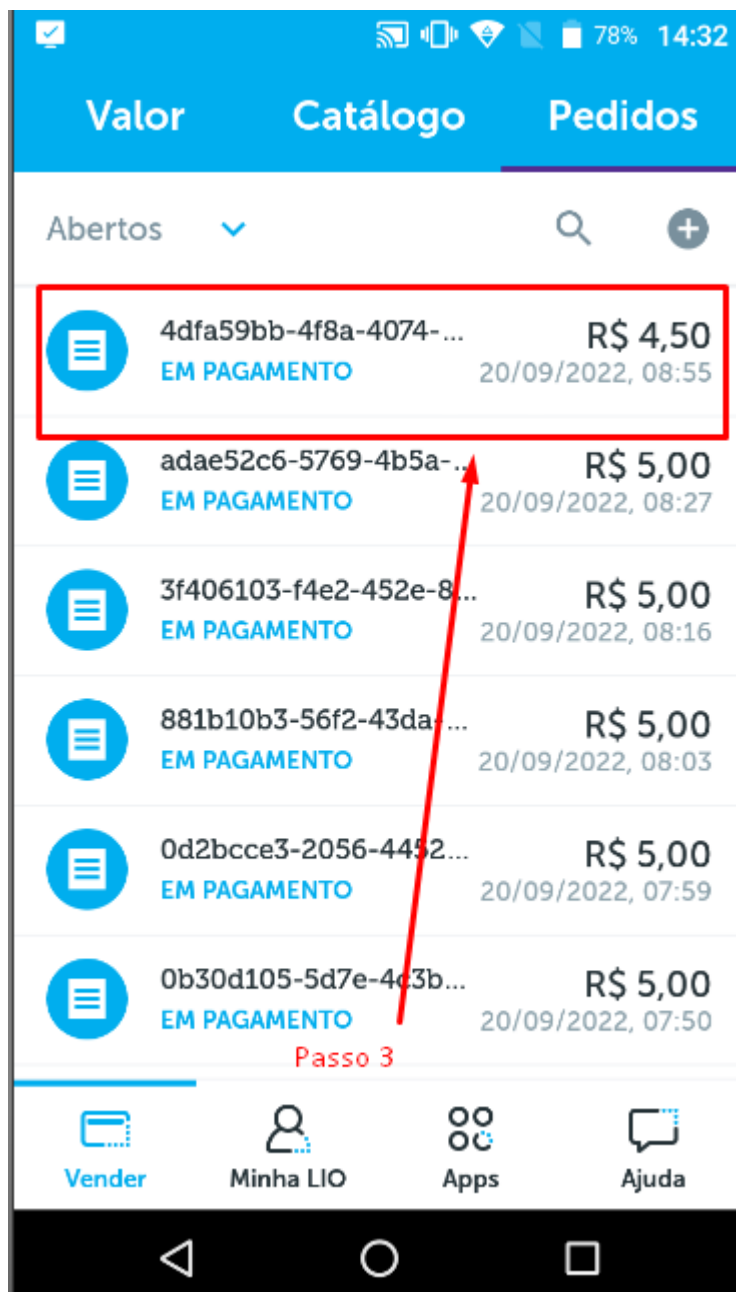 78% 14:32
Valor Catálogo Pedidos
Abertos
4dfa59bb-4f8a-4074-... R$ 4,50
EM PAGAMENTO 20/09/2022, 08:55
adae52c6-5769-4b5a-... R$ 5,00
EM PAGAMENTO 20/09/2022, 08:27
3f406103-f4e2-452e-8... R$ 5,00
EM PAGAMENTO 20/09/2022, 08:16
881b10b3-56f2-43da-... R$ 5,00
EM PAGAMENTO 20/09/2022, 08:03
0d2bcce3-2056-4452... R$ 5,00
EM PAGAMENTO 20/09/2022, 07:59
0b30d105-5d7e-4c3b... R$ 5,00
EM PAGAMENTO 20/09/2022, 07:50
Passo 3
Vender Minha LIO Apps Ajuda